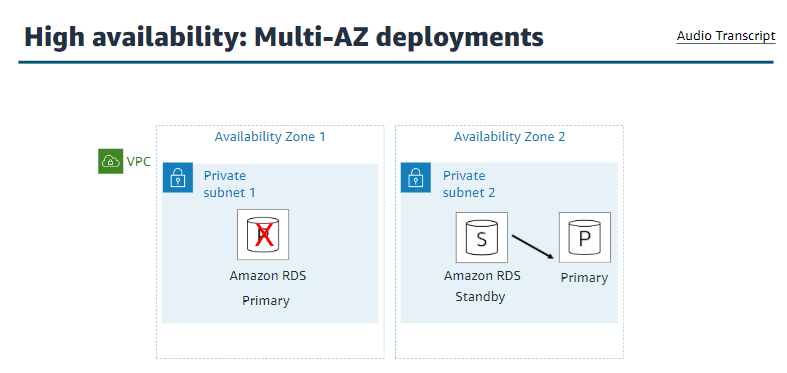 High availability: Multi-AZ deployments
Audio Transcript
Availability Zone 1
Availability Zone 2
VPC
Private
subnet 1
Private
subnet 2
S
P
Amazon RDS
Primary
Amazon RDS
Standby
Primary